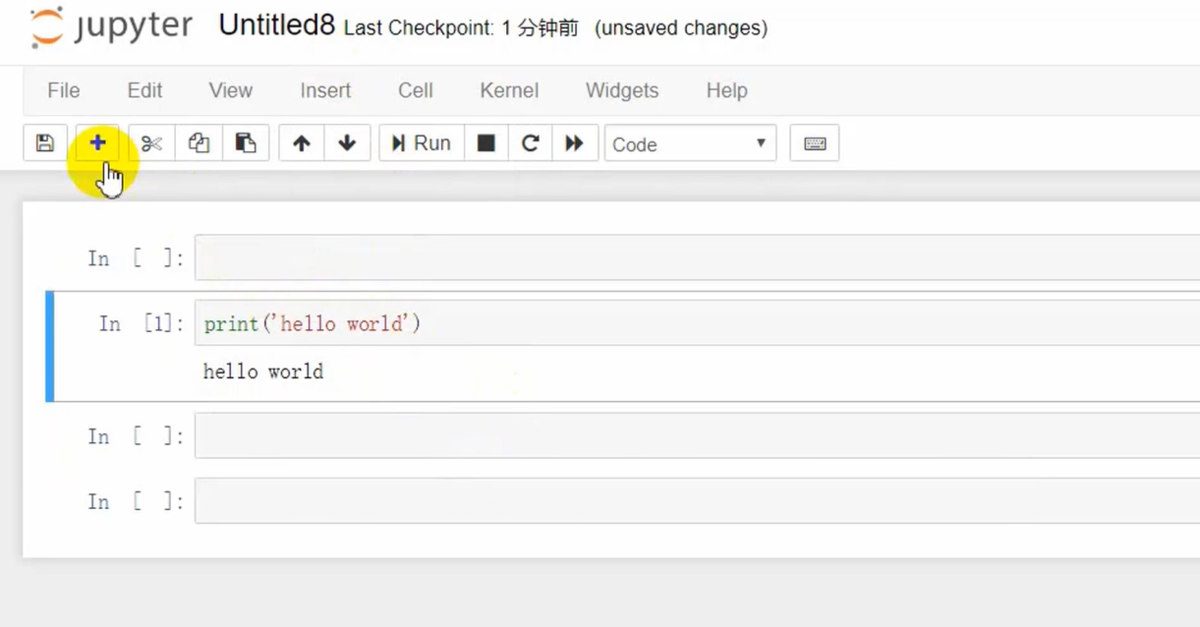 jupyter Untitled8 Last Checkpoint: 1 分钟前 (unsaved changes)
File Edit View Insert Cell Kernel Widgets Help
Run Code
In [ ]:
In [1]: print('hello world')
hello world
In [ ]:
In [ ]: